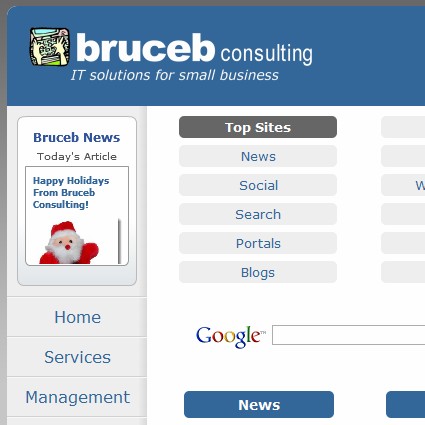 bruceb consulting
IT solutions for small business
Bruceb News
Today's Article
Happy Holidays
From Bruceb
Consulting!
Home
Services
Management
Top Sites
News
Social
W
Search
Portals
Blogs
Google™
News